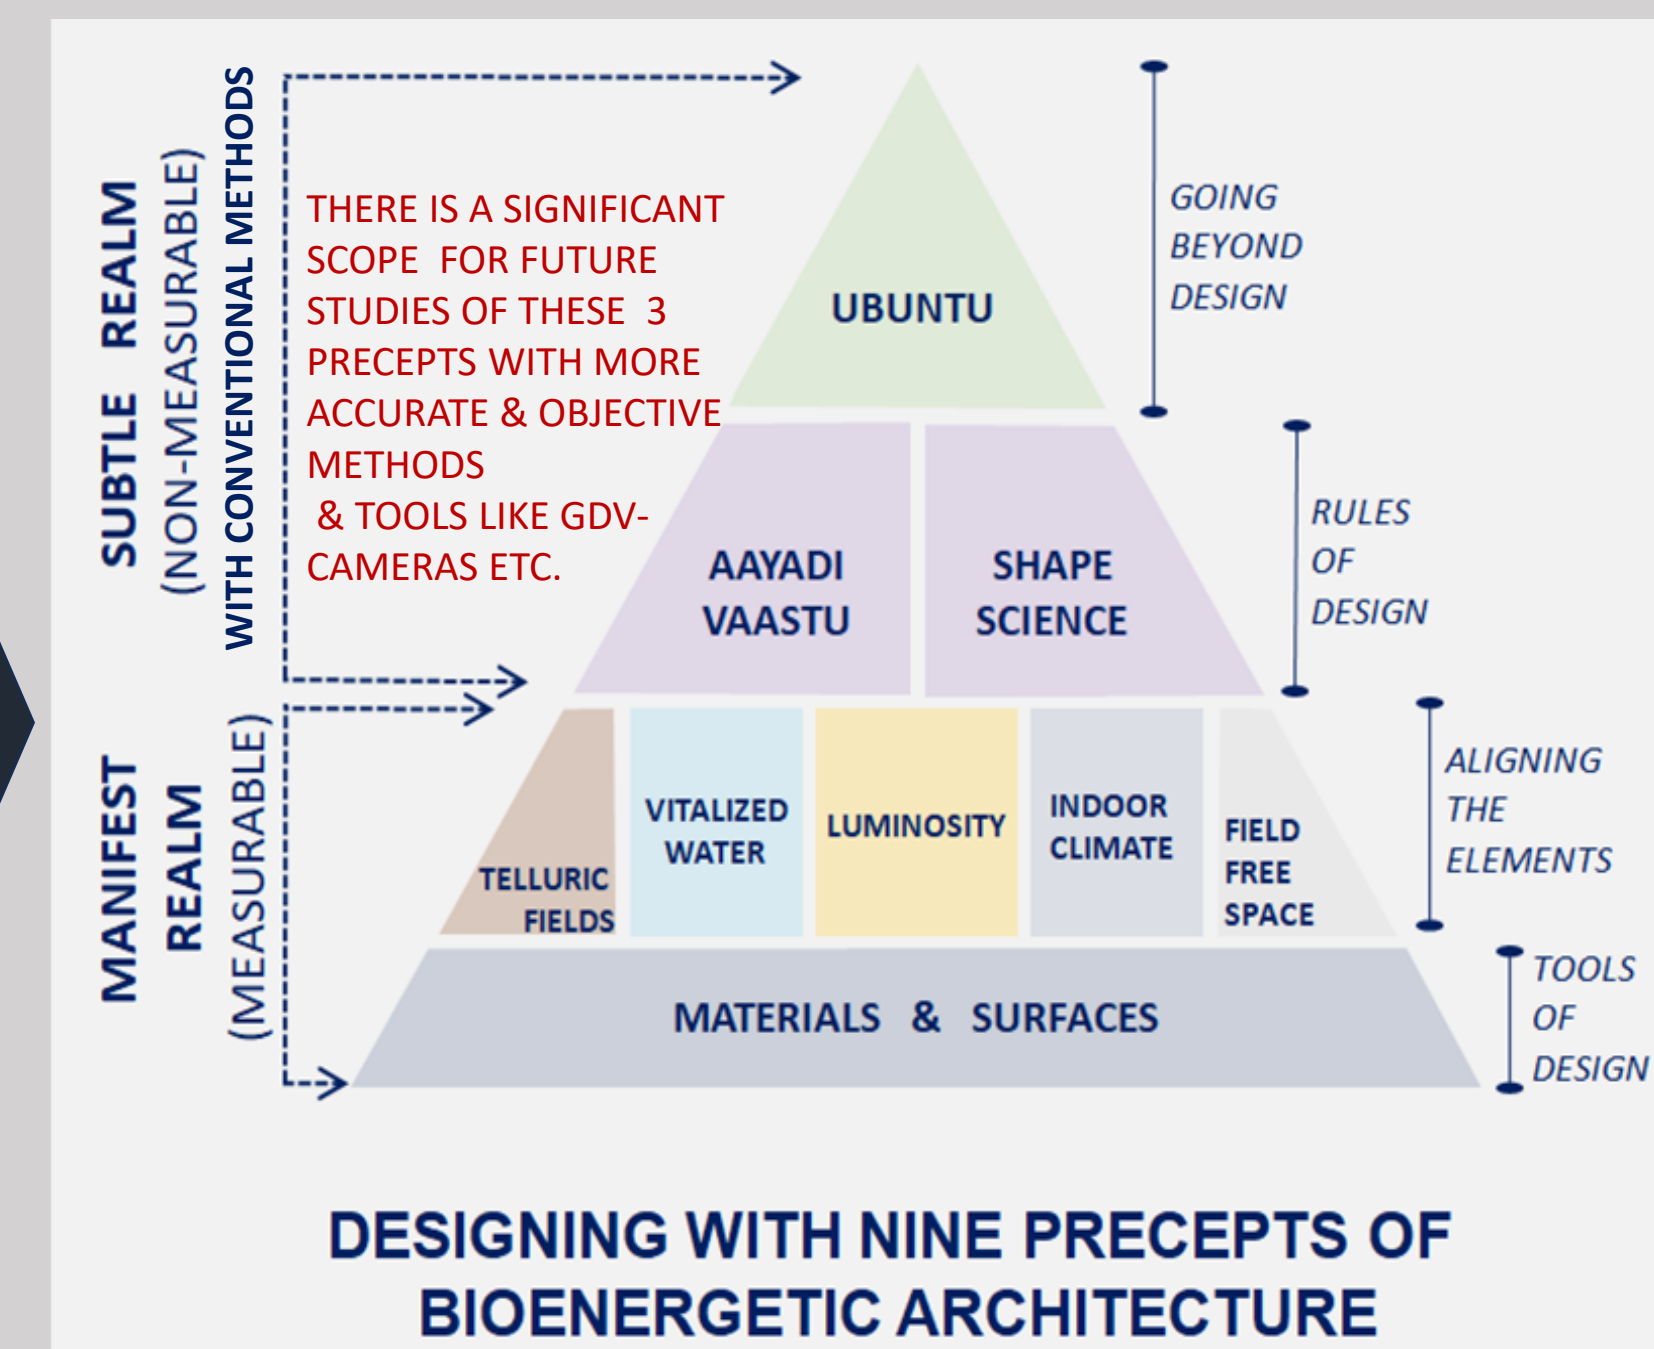 SUBTLE REALM
(NON-MEASURABLE)
WITH CONVENTIONAL METHODS
THERE IS A SIGNIFICANT
SCOPE FOR FUTURE
STUDIES OF THESE 3
PRECEPTS WITH MORE
ACCURATE & OBJECTIVE
METHODS
& TOOLS LIKE GDV-
CAMERAS ETC.
UBUNTU
GOING
BEYOND
DESIGN
AAYADI
VAASTU
SHAPE
SCIENCE
RULES
OF
DESIGN
MANIFEST
REALM
(MEASURABLE)
TELLURIC
FIELDS
VITALIZED
WATER
LUMINOSITY
INDOOR
CLIMATE
FIELD
FREE
SPACE
ALIGNING
THE
ELEMENTS
MATERIALS & SURFACES
TOOLS
OF
DESIGN
DESIGNING WITH NINE PRECEPTS OF
BIOENERGETIC ARCHITECTURE